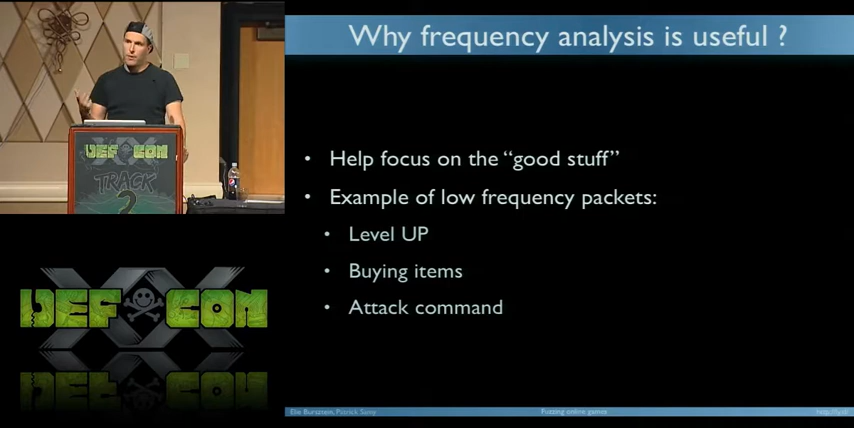 Why frequency analysis is useful ?
• Help focus on the “good stuff”
• Example of low frequency packets:
• Level UP
• Buying items
• Attack command
DEF CON
TRACK
2
XX
DEF CON
Elie Bursztein, Patrick Samy
Fuzzing online games